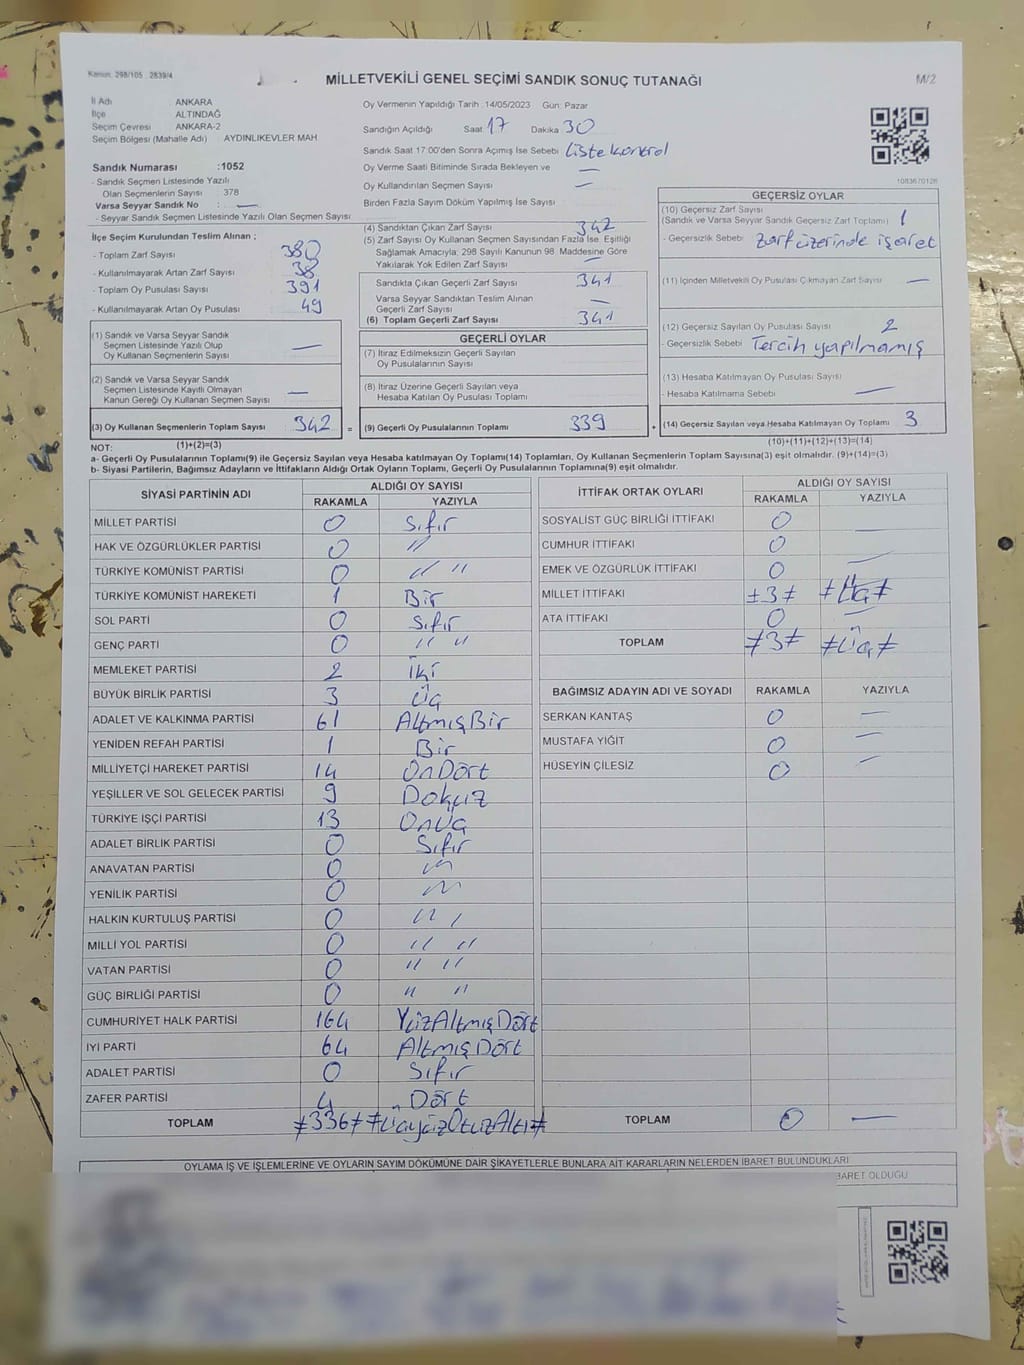 Kanun: 298/105 , 2839/4
MİLLETVEKİLİ GENEL SEÇİMİ SANDIK SONUÇ TUTANAĞI
M/2
İl Adı : ANKARA
İlçe : ALTINDAĞ
Seçim Çevresi : ANKARA-2
Seçim Bölgesi (Mahalle Adı) : AYDINLIKEVLER MAH.
Oy Vermenin Yapıldığı Tarih : 14/05/2023 Gün: Pazar
Sandığın Açıldığı Saat: 17 Dakika 30
Sandık Saat 17:00'den Sonra Açımış İse Sebebi Liste kontrol
Oy Verme Saati Bitiminde Sırada Bekleyen ve —
Oy Kullandırılan Seçmen Sayısı —
Birden Fazla Sayım Döküm Yapılmış İse Sayısı :
1083670126
Sandık Numarası :1052
- Sandık Seçmen Listesinde Yazılı
Olan Seçmenlerin Sayısı 378
Varsa Seyyar Sandık No : —
- Seyyar Sandık Seçmen Listesinde Yazılı Olan Seçmen Sayısı
İlçe Seçim Kurulundan Teslim Alınan ;
- Toplam Zarf Sayısı 380
- Kullanılmayarak Artan Zarf Sayısı 38
- Toplam Oy Pusulası Sayısı 391
- Kullanılmayarak Artan Oy Pusulası 49
(4) Sandıktan Çıkan Zarf Sayısı 342
(5) Zarf Sayısı Oy Kullanan Seçmen Sayısından Fazla İse, Eşitliği
Sağlamak Amacıyla; 298 Sayılı Kanunun 98. Maddesine Göre
Yakılarak Yok Edilen Zarf Sayısı —
Sandıkta Çıkan Geçerli Zarf Sayısı 341
Varsa Seyyar Sandıktan Teslim Alınan
Geçerli Zarf Sayısı —
(6) Toplam Geçerli Zarf Sayısı 341
GEÇERSİZ OYLAR
(10) Geçersiz Zarf Sayısı
(Sandık ve Varsa Seyyar Sandık Geçersiz Zarf Toplamı) 1
- Geçersizlik Sebebi : Zarf üzerinde işaret
(11) İçinden Milletvekili Oy Pusulası Çıkmayan Zarf Sayısı —
(12) Geçersiz Sayılan Oy Pusulası Sayısı 2
- Geçersizlik Sebebi Tercih yapılmamış
(13) Hesaba Katılmayan Oy Pusulası Sayısı
- Hesaba Katılmama Sebebi —
(1) Sandık ve Varsa Seyyar Sandık
Seçmen Listesinde Yazılı Olup
Oy Kullanan Seçmenlerin Sayısı —
(2) Sandık ve Varsa Seyyar Sandık
Seçmen Listesinde Kayıtlı Olmayan
Kanun Gereği Oy Kullanan Seçmen Sayısı —
GEÇERLİ OYLAR
(7) İtiraz Edilmeksizin Geçerli Sayılan
Oy Pusulalarının Sayısı
(8) İtiraz Üzerine Geçerli Sayılan veya
Hesaba Katılan Oy Pusulası Toplamı
(3) Oy Kullanan Seçmenlerin Toplam Sayısı 342 = (9) Geçerli Oy Pusulalarının Toplamı 339 + (14) Geçersiz Sayılan veya Hesaba Katılmayan Oy Toplamı 3
(1)+(2)=(3)
(10)+(11)+(12)+(13)=(14)
NOT:
a- Geçerli Oy Pusulaları Toplamı(9) ile Geçersiz Sayılan veya Hesaba katılmayan Oy Toplamı(14) Toplamları, Oy Kullanan Seçmenlerin Toplam Sayısına(3) eşit olmalıdır. (9)+(14)=(3)
b- Siyasi Partilerin, Bağımsız Adayların ve İttifakların Aldığı Ortak Oyların Toplamı, Geçerli Oy Pusulalarının Toplamına(9) eşit olmalıdır.
SİYASİ PARTİNİN ADI
ALDIĞI OY SAYISI
RAKAMLA YAZIYLA
MİLLET PARTİSİ 0 Sıfır
HAK VE ÖZGÜRLÜKLER PARTİSİ 0 "
TÜRKİYE KOMÜNİST PARTİSİ 0 " "
TÜRKİYE KOMÜNİST HAREKETİ 1 Bir
SOL PARTİ 0 Sıfır
GENÇ PARTİ 0 " "
MEMLEKET PARTİSİ 2 İki
BÜYÜK BİRLİK PARTİSİ 3 Üç
ADALET VE KALKINMA PARTİSİ 61 Altmış Bir
YENİDEN REFAH PARTİSİ 1 Bir
MİLLİYETÇİ HAREKET PARTİSİ 14 OnDört
YEŞİLLER VE SOL GELECEK PARTİSİ 9 Dokuz
TÜRKİYE İŞÇİ PARTİSİ 13 OnÜç
ADALET BİRLİK PARTİSİ 0 Sıfır
ANAVATAN PARTİSİ 0 "
YENİLİK PARTİSİ 0 "
HALKIN KURTULUŞ PARTİSİ 0 " "
MİLLİ YOL PARTİSİ 0 " "
VATAN PARTİSİ 0 " "
GÜÇ BİRLİĞİ PARTİSİ 0 " "
CUMHURİYET HALK PARTİSİ 164 YüzAltmışDört
İYİ PARTİ 64 AltmışDört
ADALET PARTİSİ 0 Sıfır
ZAFER PARTİSİ 4 Dört
TOPLAM ≠336≠ ≠ÜçyüzOtuzAltı≠
İTTİFAK ORTAK OYLARI
ALDIĞI OY SAYISI
RAKAMLA YAZIYLA
SOSYALİST GÜÇ BİRLİĞİ İTTİFAKI 0 —
CUMHUR İTTİFAKI 0
EMEK VE ÖZGÜRLÜK İTTİFAKI 0 —
MİLLET İTTİFAKI ≠3≠ ≠Üç≠
ATA İTTİFAKI 0 —
TOPLAM ≠3≠ ≠Üç≠
BAĞIMSIZ ADAYIN ADI VE SOYADI RAKAMLA YAZIYLA
SERKAN KANTAŞ 0 —
MUSTAFA YİĞİT 0 —
HÜSEYİN ÇİLESİZ 0 —
TOPLAM 0 —
OYLAMA İŞ VE İŞLEMLERİNE VE OYLARIN SAYIM DÖKÜMÜNE DAİR ŞİKAYETLERLE BUNLARA AİT KARARLARIN NELERDEN İBARET BULUNDUKLARI
BARET OLDUĞU